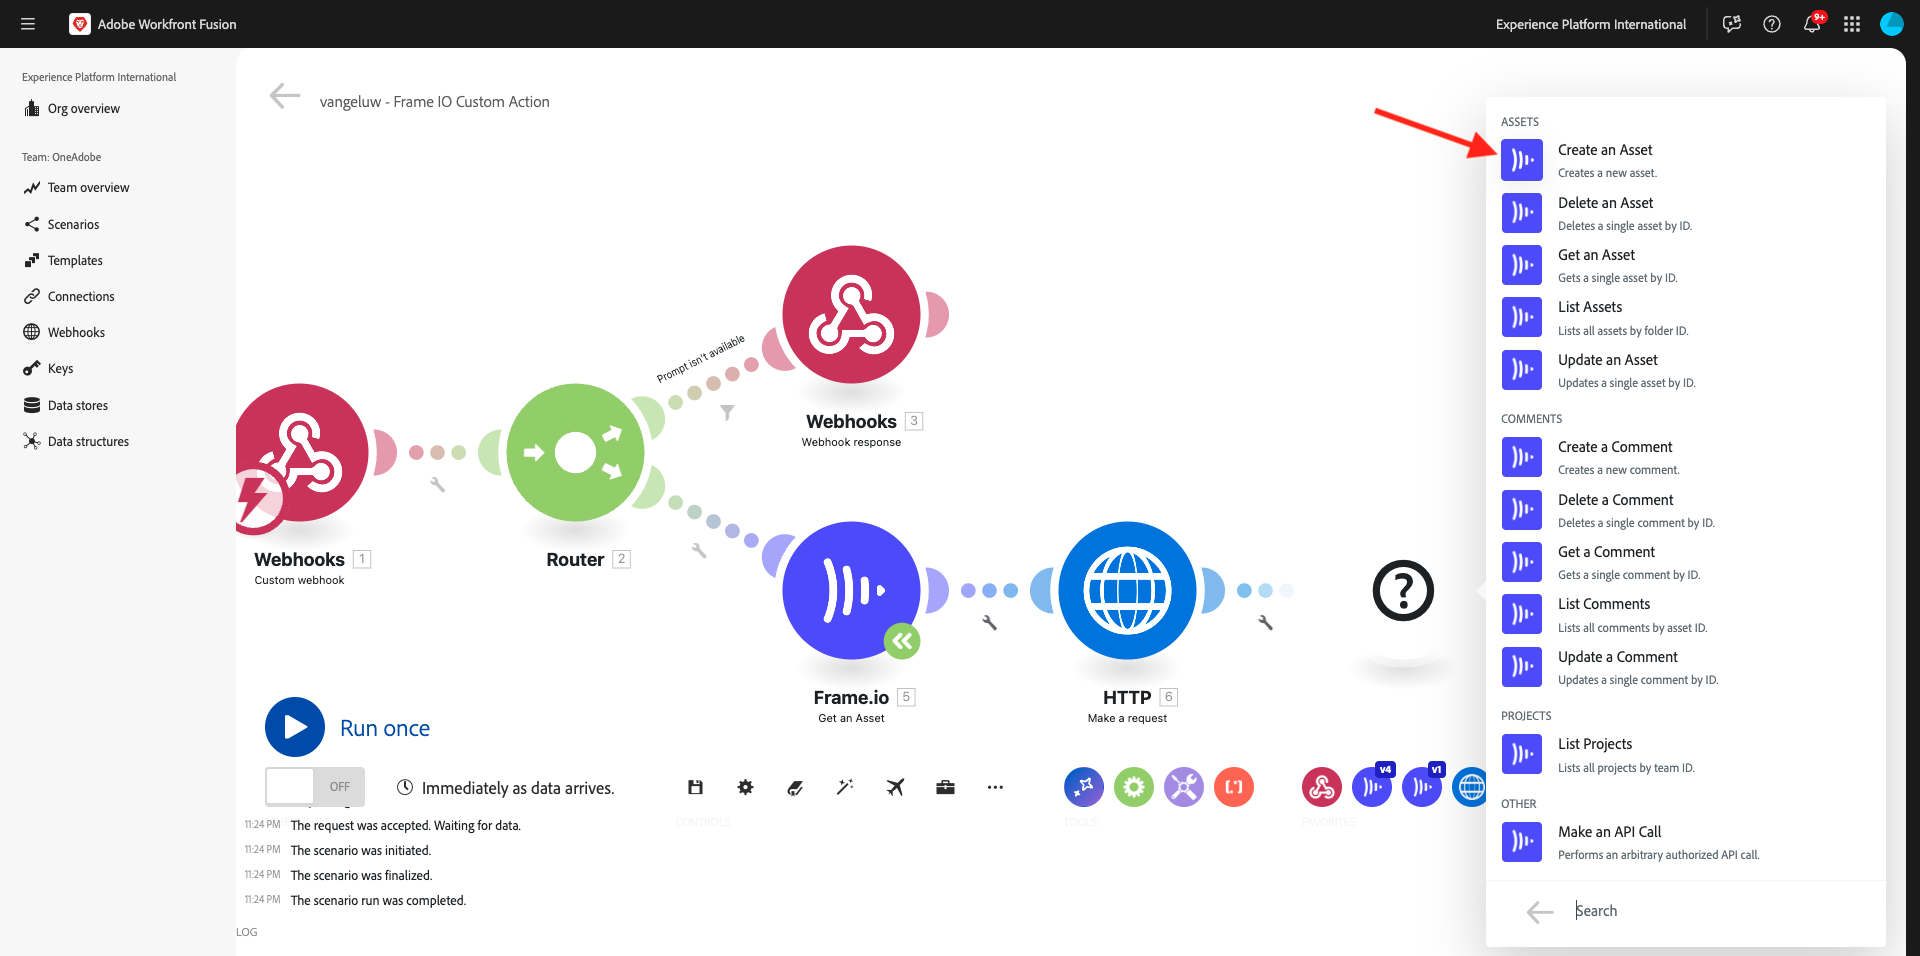 Adobe Workfront Fusion
Experience Platform International
9+
Experience Platform International
Org overview
Team: OneAdobe
Team overview
Scenarios
Templates
Connections
Webhooks
Keys
Data stores
Data structures
vangeluw - Frame IO Custom Action
Prompt isn't available
Webhooks 3
Webhook response
Webhooks 1
Custom webhook
Router 2
Frame.io 5
Get an Asset
HTTP 6
Make a request
?
Run once
OFF
Immediately as data arrives.
CONTROLS
TOOLS
v4
v1
FAVORITES
11:24 PM The request was accepted. Waiting for data.
11:24 PM The scenario was initiated.
11:24 PM The scenario was finalized.
11:24 PM The scenario run was completed.
LOG
ASSETS
Create an Asset
Creates a new asset.
Delete an Asset
Deletes a single asset by ID.
Get an Asset
Gets a single asset by ID.
List Assets
Lists all assets by folder ID.
Update an Asset
Updates a single asset by ID.
COMMENTS
Create a Comment
Creates a new comment.
Delete a Comment
Deletes a single comment by ID.
Get a Comment
Gets a single comment by ID.
List Comments
Lists all comments by asset ID.
Update a Comment
Updates a single comment by ID.
PROJECTS
List Projects
Lists all projects by team ID.
OTHER
Make an API Call
Performs an arbitrary authorized API call.
Search